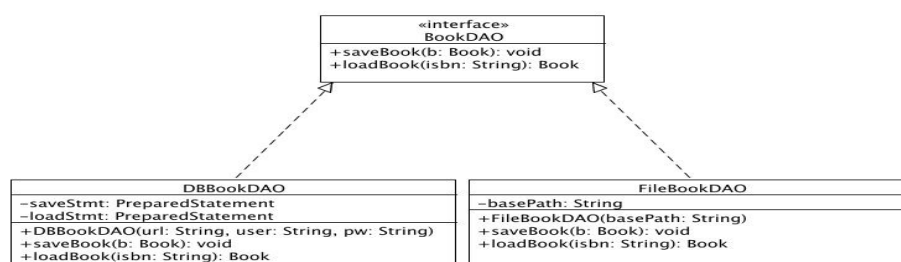 «interface»
BookDAO
+saveBook(b: Book): void
+loadBook(isbn: String): Book
DBBookDAO
-saveStmt: PreparedStatement
-loadStmt: PreparedStatement
+DBBookDAO(url: String, user: String, pw: String)
+saveBook(b: Book): void
+loadBook(isbn: String): Book
FileBookDAO
-basePath: String
+FileBookDAO(basePath: String)
+saveBook(b: Book): void
+loadBook(isbn: String): Book